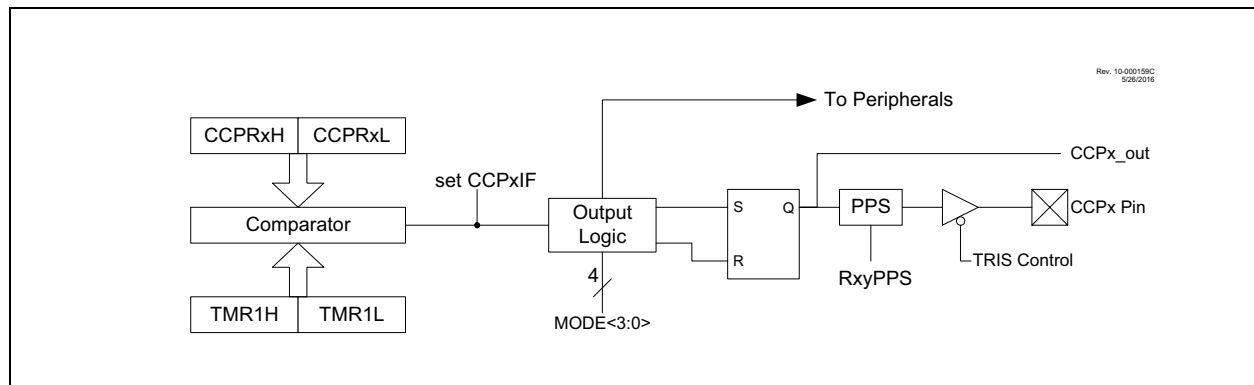 Rev. 10-000159C
5/26/2016
To Peripherals
CCPRxH CCPRxL
CCPx_out
set CCPxIF
Comparator
Output
Logic
S Q
R
PPS
CCPx Pin
TRIS Control
RxyPPS
4
TMR1H TMR1L
MODE<3:0>